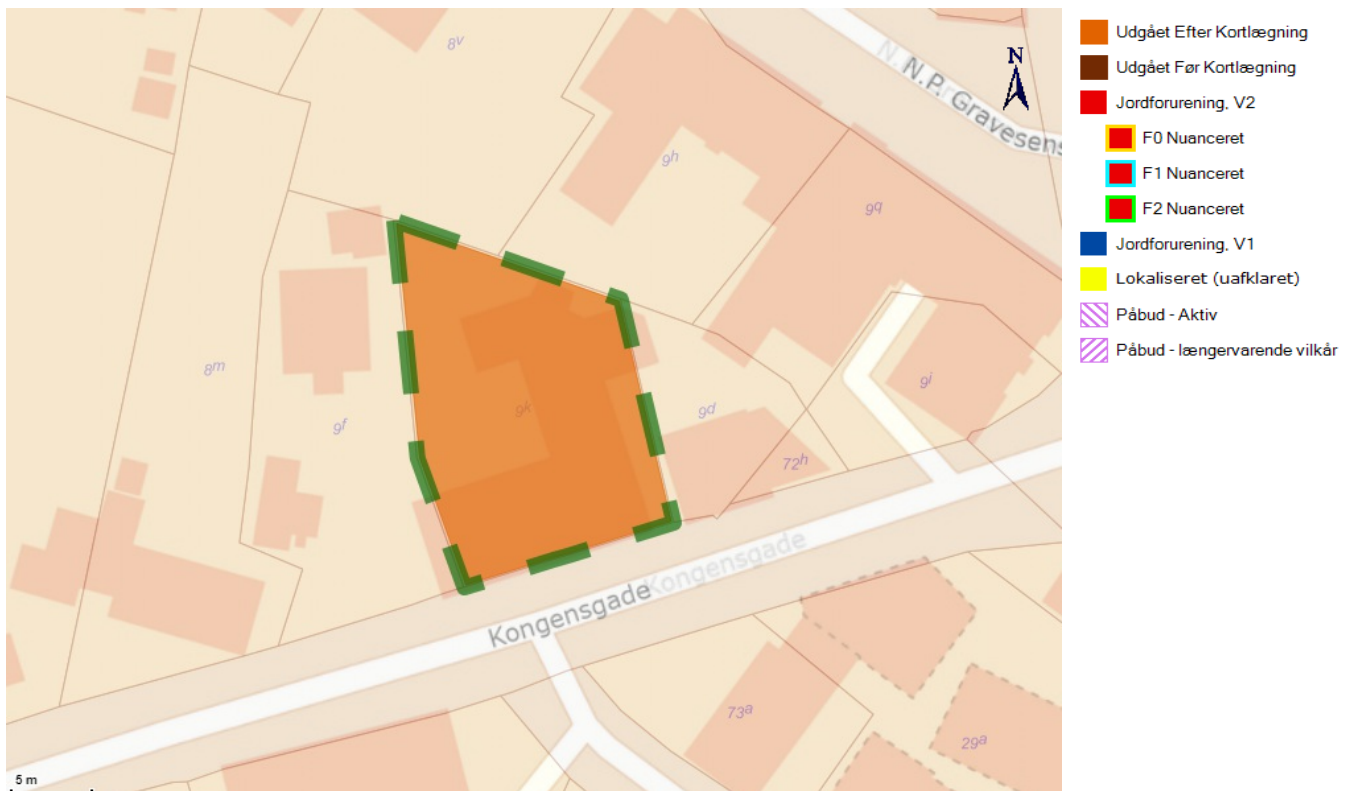 8v
N. N.P. Gravesens
N
9h
9q
8m
9f
9k
9d
9i
72h
Kongensgade
Kongensgade
73a
29a
5 m
Udgået Efter Kortlægning
Udgået Før Kortlægning
Jordforurening, V2
F0 Nuanceret
F1 Nuanceret
F2 Nuanceret
Jordforurening, V1
Lokaliseret (uafklaret)
Påbud - Aktiv
Påbud - længervarende vilkår